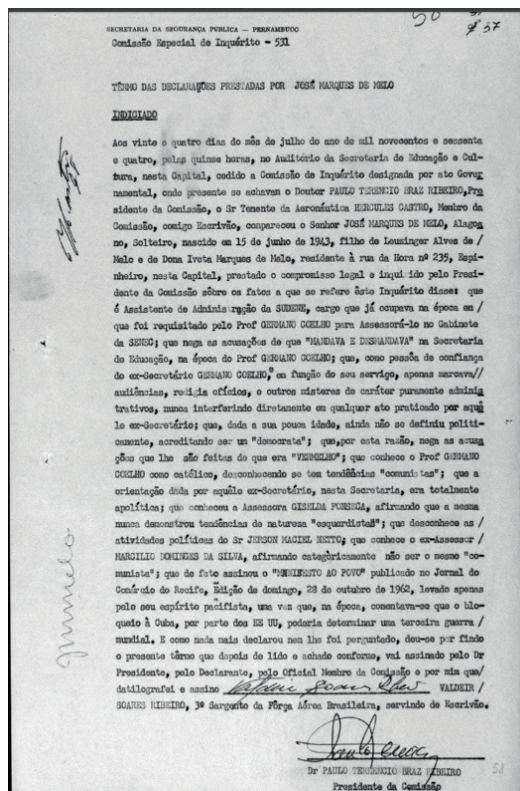 57
SECRETARIA DA SEGURANÇA PUBLICA — PERNAMBUCO
Comissão Especial de Inquérito - 531
TÊRMO DAS DECLARAÇÕES PRESTADAS POR JOSÉ MARQUES DE MELO
INDICIADO
Aos vinte e quatro dias do mês de julho do ano de mil novecentos e sessenta
e quatro, pelas quinze horas, no Auditório da Secretaria de Educação e Cul-
tura, nesta Capital, cedido a Comissão de Inquérito designada por ato Gover
namental, onde presente se achavam o Doutor PAULO TERENCIO BRAZ RIBEIRO,Pre
sidente da Comissão, o Sr Tenente da Aeronáutica HERCULES CASTRO, Membro da
Comissão, comigo Escrivão, compareceu o Senhor JOSÉ MARQUES DE MELO, Alagoa
no, Solteiro, nascido em 15 de junho de 1943, filho de Leuzinger Alves de /
Melo e de Dona Iveta Marques de Melo, residente à rua da Hora nº 235, Espi-
nheiro, nesta Capital, prestado o compromisso legal e inquirido pelo Presi-
dente da Comissão sôbre os fatos a que se refere êste Inquérito disse: que
é Assistente de Administração da SUDENE, cargo que já ocupava na época em /
que foi requisitado pelo Prof GERMANO COELHO para Assessorá-lo no Gabinete
da SENEC; que nega as acusações de que "MANDAVA E DESMANDAVA" na Secretaria
de Educação, na época do Prof GERMANO COELHO; que, como pessôa de confiança
do ex-Secretário GERMANO COELHO, em função do seu serviço, apenas marcava//
audiências, redigia ofícios, e outros misteres de caráter puramente adminis
trativos, nunca interferindo diretamente em qualquer ato praticado por aquê
le ex-Secretário; que, dada a sua pouca idade, ainda não se definiu politi-
camente, acreditando ser um "democrata"; que,por esta razão, nega as acusa
ções que lhe são feitas de que era "VERMELHO"; que conhece o Prof GERMANO
COELHO como católico, desconhecendo se tem tendências "comunistas"; que a
orientação dada por aquêle ex-Secretário, nesta Secretaria, era totalmente
apolítica; que conheceu a Assessora GISELDA FONSECA, afirmando que a mesma
nunca demonstrou tendências de natureza "esquerdistas"; que desconhece as /
atividades políticas do Sr JERSON MACIEL NETTO; que conhece o ex-Assessor /
MARCILIO DOMINGES DA SILVA, afirmando categòricamente não ser o mesmo "co-
munista"; que de fato assinou o "MENIFESTO AO POVO" publicado no Jornal do
Comércio do Recife, Edição de domingo, 28 de outubro de 1962, levado apenas
pelo seu espírito pacifista, uma vez que, na época, comentava-se que o blo-
queio à Cuba, por parte dos EE UU, poderia determinar uma terceira guerra /
mundial. E como nada mais declarou nem lhe foi perguntado, deu-se por findo
o presente têrmo que depois de lido e achado conforme, vai assinado pelo Dr
Presidente, pelo Declarante, pelo Oficial Membro da Comissão e por mim que/
datilografei e assino VALDEIR /
SOARES RIBEIRO, 3º Sargento da Fôrça Aérea Brasileira, servindo de Escrivão.
Dr PAULO TERENCIO BRAZ RIBEIRO
Presidente da Comissão